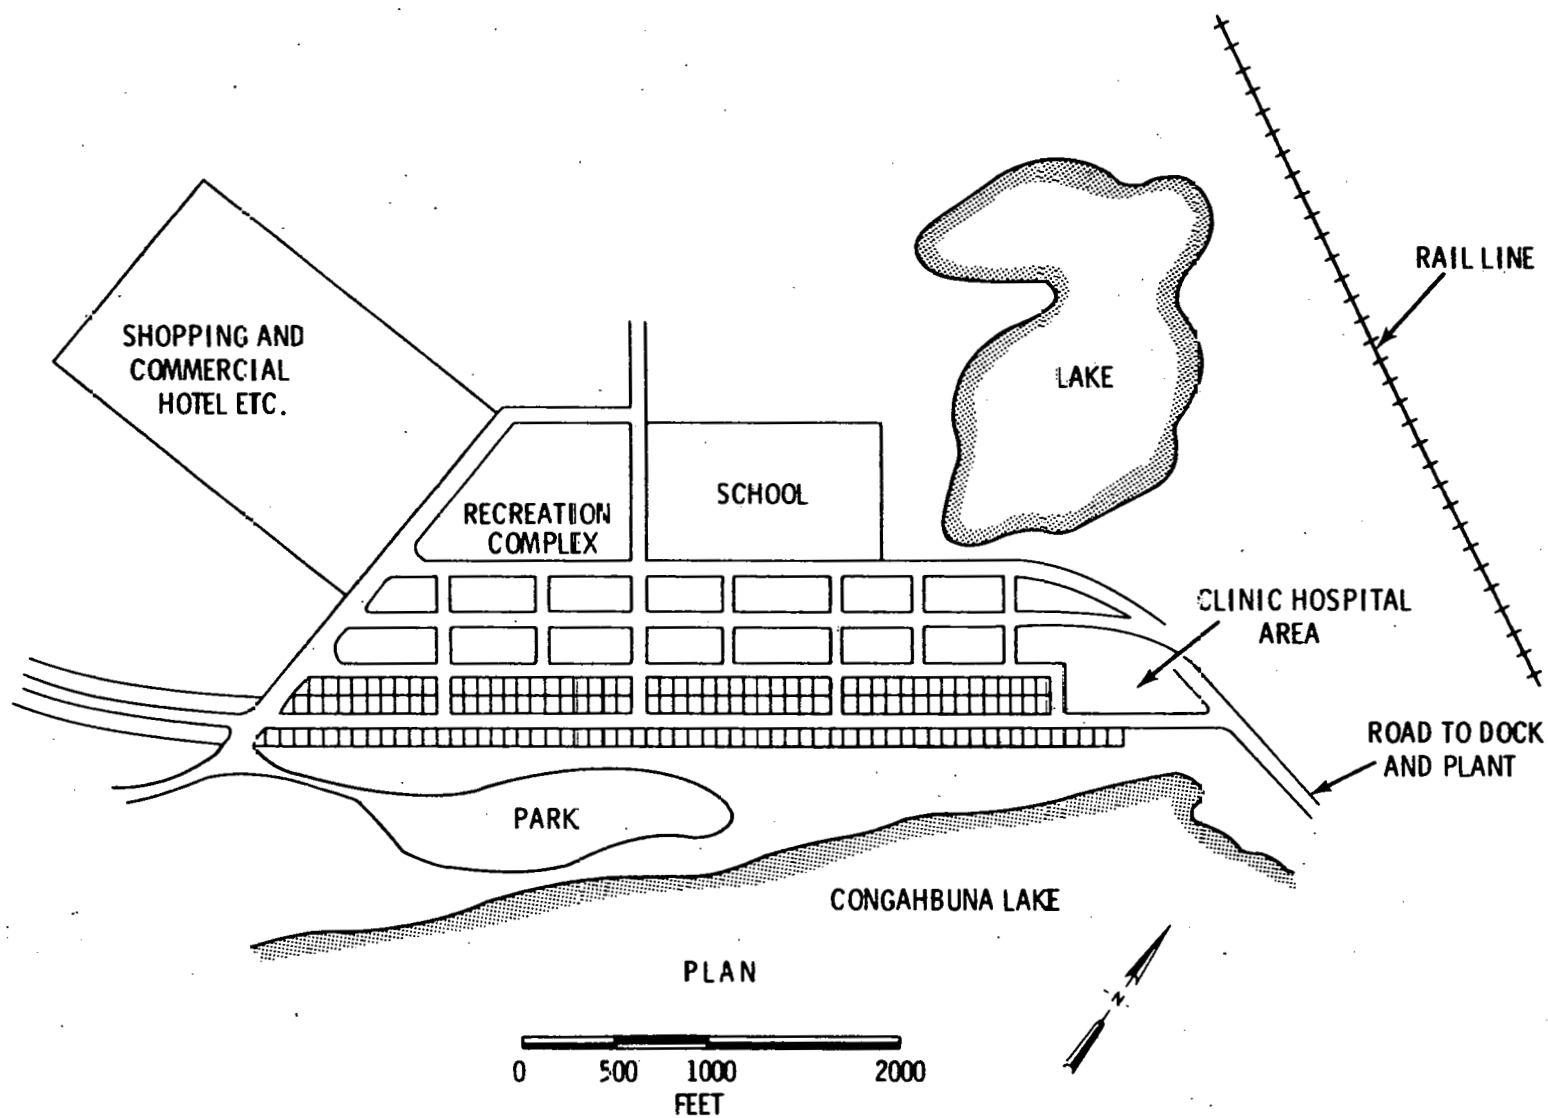 RAIL LINE
SHOPPING AND
COMMERCIAL
HOTEL ETC.
LAKE
SCHOOL
RECREATION
COMPLEX
CLINIC HOSPITAL
AREA
ROAD TO DOCK
AND PLANT
PARK
CONGAHBUNA LAKE
PLAN
N
0 500 1000 2000
FEET